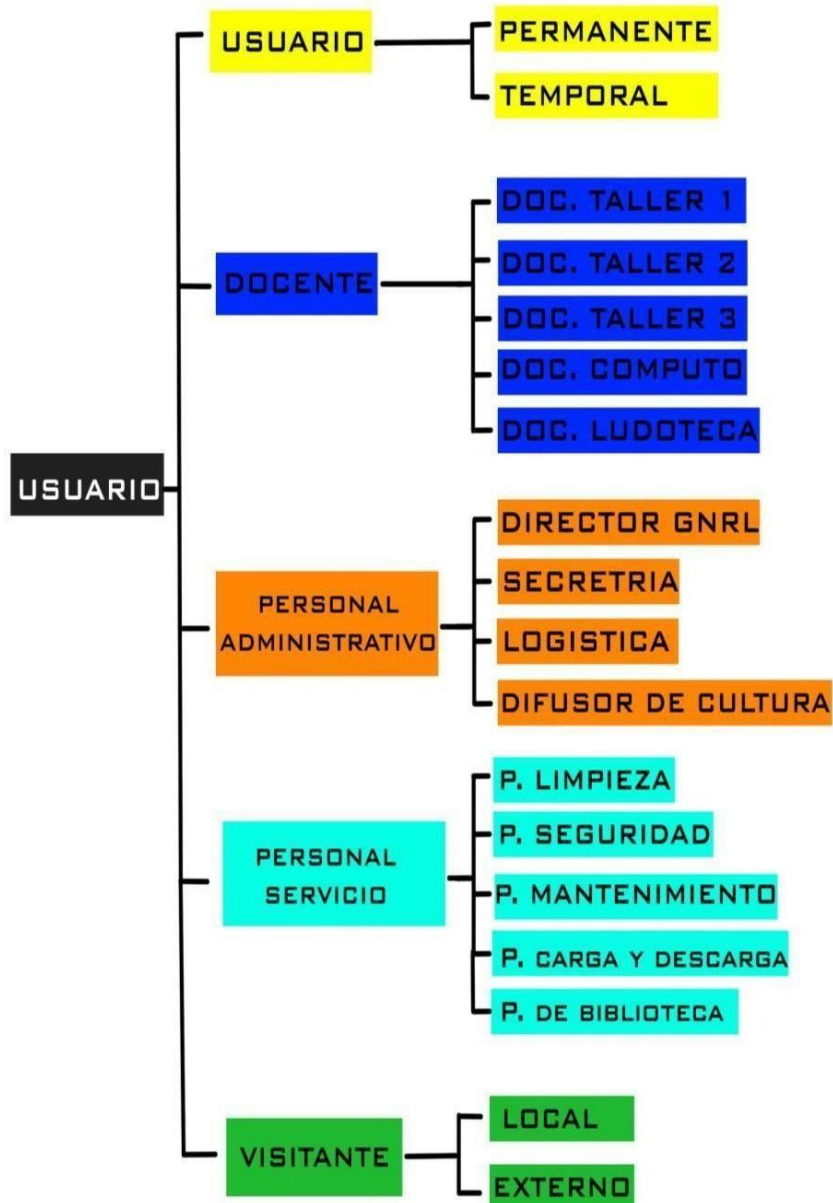 USUARIO
USUARIO
PERMANENTE
TEMPORAL
DOCENTE
DOC. TALLER 1
DOC. TALLER 2
DOC. TALLER 3
DOC. COMPUTO
DOC. LUDOTECA
PERSONAL
ADMINISTRATIVO
DIRECTOR GNRL
SECRETRIA
LOGISTICA
DIFUSOR DE CULTURA
PERSONAL
SERVICIO
P. LIMPIEZA
P. SEGURIDAD
P. MANTENIMIENTO
P. CARGA Y DESCARGA
P. DE BIBLIOTECA
VISITANTE
LOCAL
EXTERNO